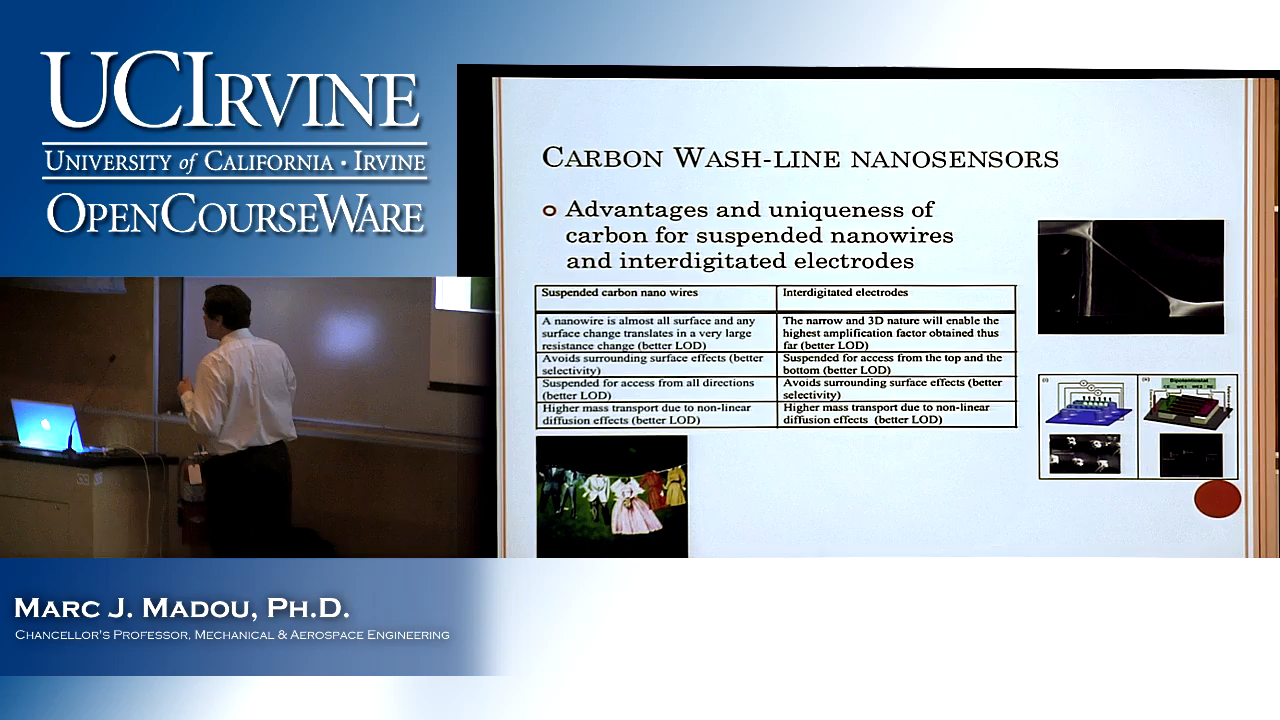 UCIRVINE
UNIVERSITY of CALIFORNIA • IRVINE
OPENCOURSEWARE
CARBON WASH-LINE NANOSENSORS
Advantages and uniqueness of
carbon for suspended nanowires
and interdigitated electrodes
Suspended carbon nano wires
A nanowire is almost all surface and any
surface change translates in a very large
resistance change (better LOD)
Avoids surrounding surface effects (better
selectivity)
Suspended for access from all directions
(better LOD)
Higher mass transport due to non-linear
diffusion effects (better LOD)
Interdigitated electrodes
The narrow and 3D nature will enable the
highest amplification factor obtained thus
far (better LOD)
Suspended for access from the top and the
bottom (better LOD)
Avoids surrounding surface effects (better
selectivity)
Higher mass transport due to non-linear
diffusion effects (better LOD)
(i)
(ii)
Bipotentiostat
MARC J. MADOU, PH.D.
CHANCELLOR'S PROFESSOR, MECHANICAL & AEROSPACE ENGINEERING